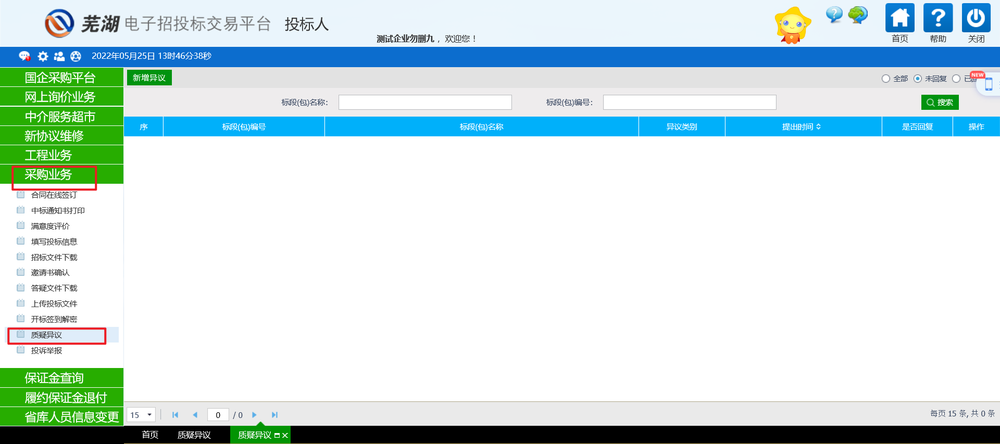 芜湖 电子招投标交易平台 投标人
测试企业勿删九 ，欢迎您！
首页 帮助 关闭
2022年05月25日 13时46分38秒
国企采购平台
网上询价业务
中介服务超市
新协议维修
工程业务
采购业务
合同在线签订
中标通知书打印
满意度评价
填写投标信息
招标文件下载
邀请书确认
答疑文件下载
上传投标文件
开标签到解密
质疑异议
投诉举报
保证金查询
履约保证金退付
省库人员信息变更
新增异议
全部 未回复
NEW
标段(包)名称：
标段(包)编号：
搜索
序 标段(包)编号 标段(包)名称 异议类别 提出时间 是否回复 操作
15 0 / 0
每页 15 条, 共 0 条
首页 质疑异议 质疑异议